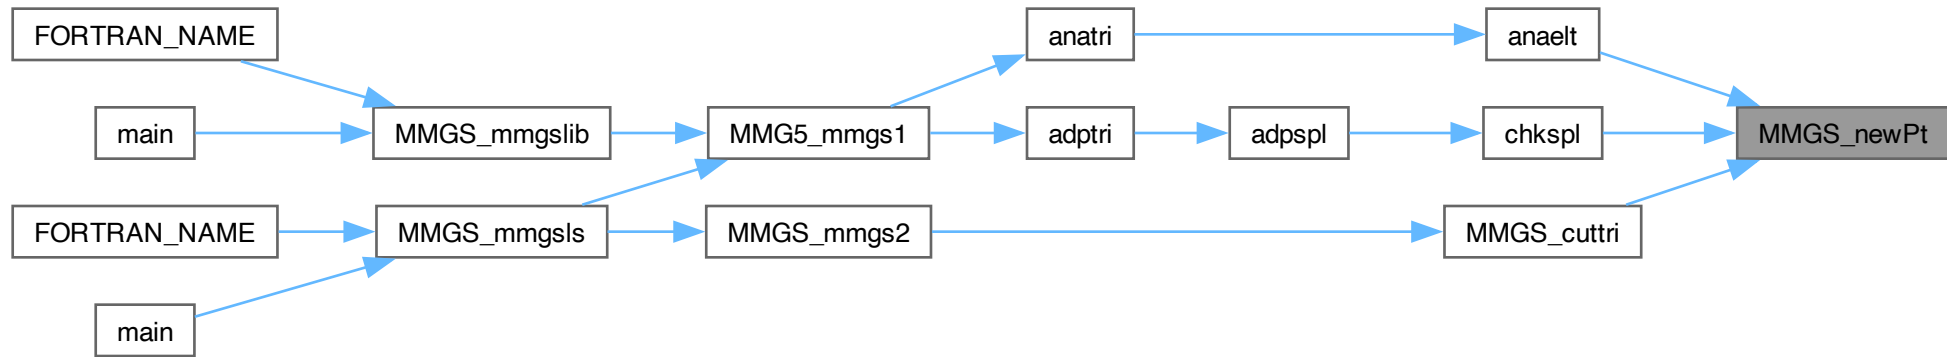 FORTRAN_NAME
anatri
anaelt
main
MMGS_mmgslib
MMG5_mmgs1
adptri
adpspl
chkspl
MMGS_newPt
FORTRAN_NAME
MMGS_mmgsls
MMGS_mmgs2
MMGS_cuttri
main